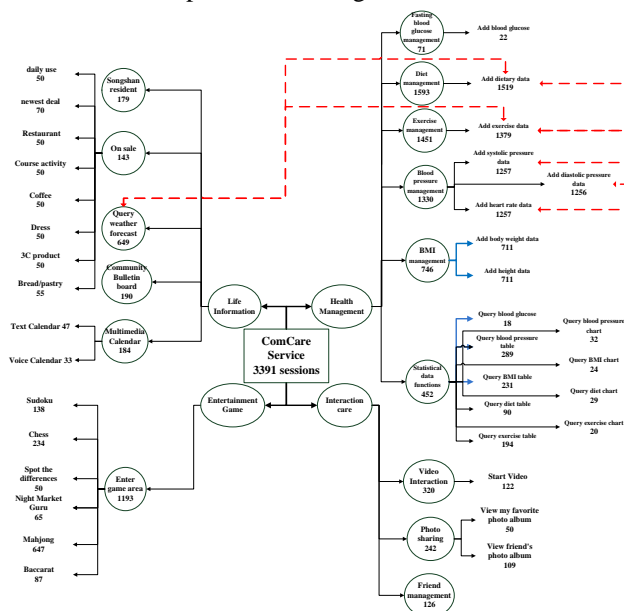 Fasting blood
glucose
management
71
Add blood glucose
22
Diet
management
1593
Add dietary data
1519
Exercise
management
1451
Add exercise data
1379
Blood
pressure
management
1330
Add systolic pressure
data
1257
Add diastolic pressure
data
1256
Add heart rate data
1257
BMI
management
746
Add body weight data
711
Add height data
711
Statistical
data
functions
452
Query blood glucose
18
Query blood pressure
table
289
Query BMI table
231
Query diet table
90
Query exercise table
194
Query blood pressure
chart
32
Query BMI chart
24
Query diet chart
29
Query exercise chart
20
daily use
50
newest deal
70
Restaurant
50
Course activity
50
Coffee
50
Dress
50
3C product
50
Bread/pastry
55
Songshan
resident
179
On sale
143
Query
weather
forecast
649
Community
Bulletin
board
190
Multimedia
Calendar
184
Text Calendar 47
Voice Calendar 33
Life
Information
Health
Management
ComCare
Service
3391 sessions
Entertainment
Game
Interaction
care
Sudoku
138
Chess
234
Spot the
differences
50
Night Market
Guru
65
Mahjong
647
Baccarat
87
Enter
game area
1193
Video
Interaction
320
Start Video
122
Photo
sharing
242
View my favorite
photo album
50
View friend's
photo album
109
Friend
management
126